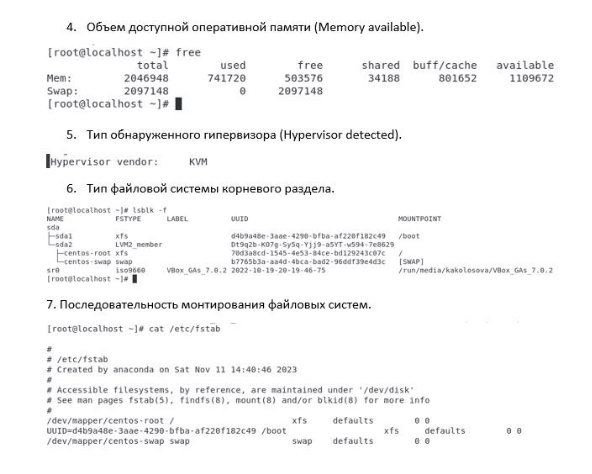 4. Объем доступной оперативной памяти (Memory available).
[root@localhost ~]# free
total used free shared buff/cache available
Mem: 2046948 741720 503576 34188 801652 1109672
Swap: 2097148 0 2097148
[root@localhost ~]#
5. Тип обнаруженного гипервизора (Hypervisor detected).
Hypervisor vendor: KVM
6. Тип файловой системы корневого раздела.
[root@localhost ~]# lsblk -f
NAME FSTYPE LABEL UUID MOUNTPOINT
sda
├─sda1 xfs d4b9a48e-3aae-4290-bfba-af220f182c49 /boot
└─sda2 LVM2_member Dt9q2b-KO7g-Sy5q-Yjj9-a5YT-w594-7e8629
├─centos-root xfs 70d3a8cd-1545-4e53-84ce-bd129243c07c /
└─centos-swap swap b7765b3a-aa4d-4bca-bad2-96ddf39e4d3c [SWAP]
sr0 iso9660 VBox_GAs_7.0.2 2022-10-19-20-19-46-75 /run/media/kakolosova/VBox_GAs_7.0.2
[root@localhost ~]#
7. Последовательность монтирования файловых систем.
[root@localhost ~]# cat /etc/fstab
#
# /etc/fstab
# Created by anaconda on Sat Nov 11 14:40:46 2023
#
# Accessible filesystems, by reference, are maintained under '/dev/disk'
# See man pages fstab(5), findfs(8), mount(8) and/or blkid(8) for more info
#
/dev/mapper/centos-root / xfs defaults 0 0
UUID=d4b9a48e-3aae-4290-bfba-af220f182c49 /boot xfs defaults 0 0
/dev/mapper/centos-swap swap swap defaults 0 0